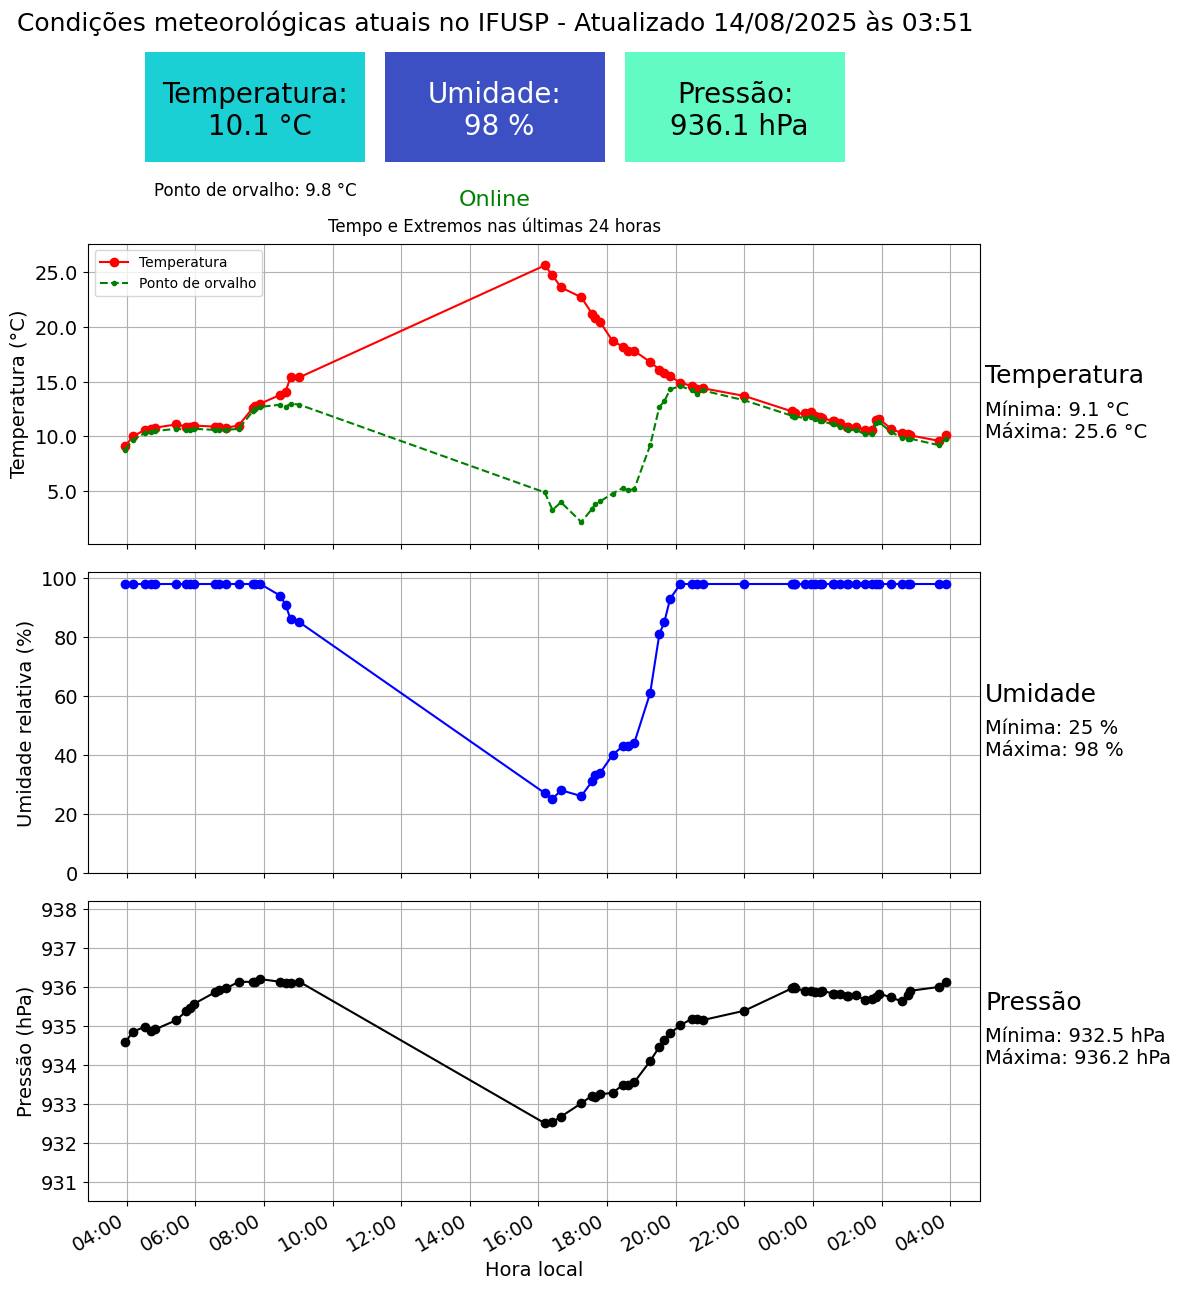 Condições meteorológicas atuais no IFUSP - Atualizado 14/08/2025 às 03:51
Temperatura:
10.1 °C
Umidade:
98 %
Pressão:
936.1 hPa
Ponto de orvalho: 9.8 °C
Online
Tempo e Extremos nas últimas 24 horas
Temperatura
Ponto de orvalho
Temperatura (°C)
25.0
20.0
15.0
10.0
5.0
Temperatura
Mínima: 9.1 °C
Máxima: 25.6 °C
Umidade relativa (%)
100
80
60
40
20
0
Umidade
Mínima: 25 %
Máxima: 98 %
Pressão (hPa)
938
937
936
935
934
933
932
931
Pressão
Mínima: 932.5 hPa
Máxima: 936.2 hPa
04:00 06:00 08:00 10:00 12:00 14:00 16:00 18:00 20:00 22:00 00:00 02:00 04:00
Hora local